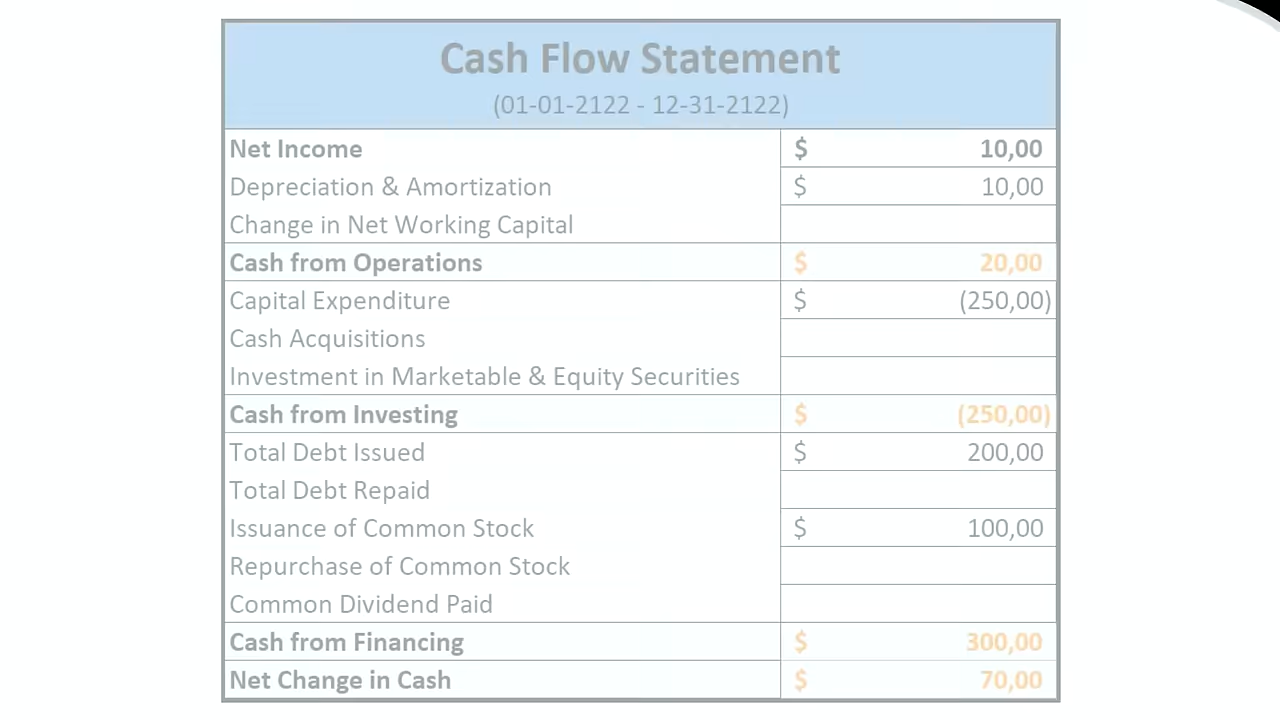 Cash Flow Statement
(01-01-2122 - 12-31-2122)
Net Income $ 10,00
Depreciation & Amortization $ 10,00
Change in Net Working Capital
Cash from Operations $ 20,00
Capital Expenditure $ (250,00)
Cash Acquisitions
Investment in Marketable & Equity Securities
Cash from Investing $ (250,00)
Total Debt Issued $ 200,00
Total Debt Repaid
Issuance of Common Stock $ 100,00
Repurchase of Common Stock
Common Dividend Paid
Cash from Financing $ 300,00
Net Change in Cash $ 70,00